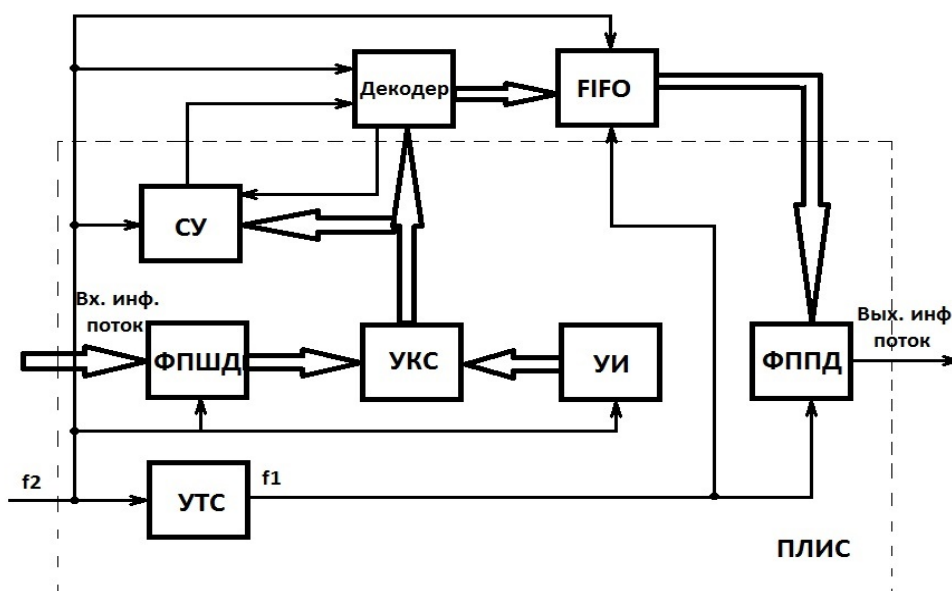 Декодер
FIFO
СУ
Вх. инф.
поток
ФПШД
УКС
УИ
ФППД
Вых. инф
поток
f2
УТС
f1
ПЛИС